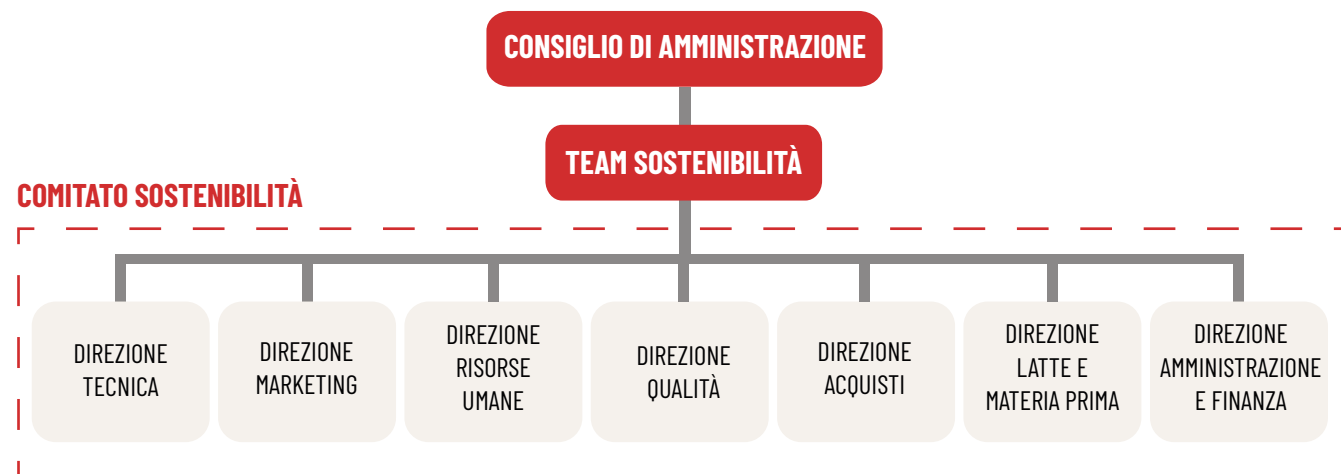 CONSIGLIO DI AMMINISTRAZIONE
TEAM SOSTENIBILITÀ
COMITATO SOSTENIBILITÀ
DIREZIONE
TECNICA
DIREZIONE
MARKETING
DIREZIONE
RISORSE
UMANE
DIREZIONE
QUALITÀ
DIREZIONE
ACQUISTI
DIREZIONE
LATTE E
MATERIA PRIMA
DIREZIONE
AMMINISTRAZIONE
E FINANZA